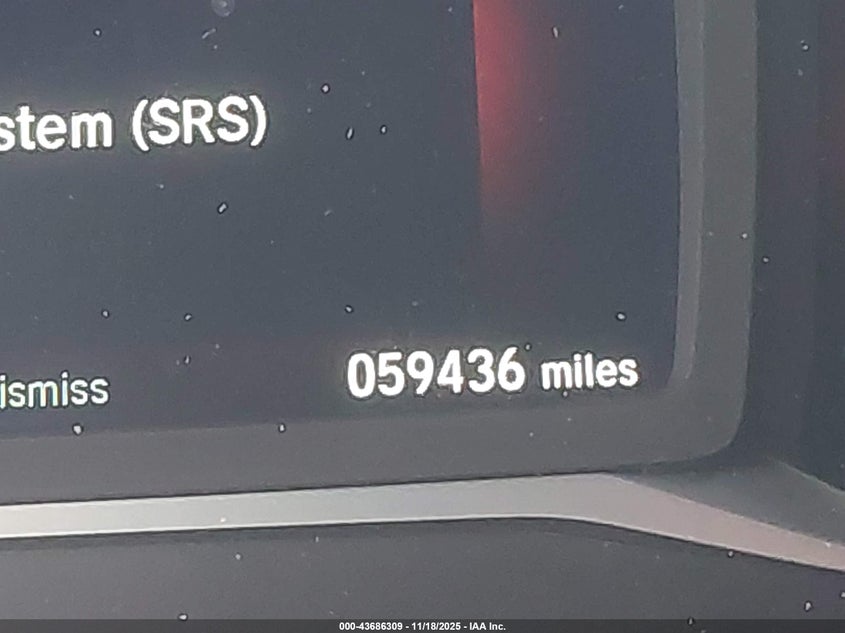 stem (SRS)
059436 miles
ismiss
000-43686309 - 11/18/2025 - IAA Inc.